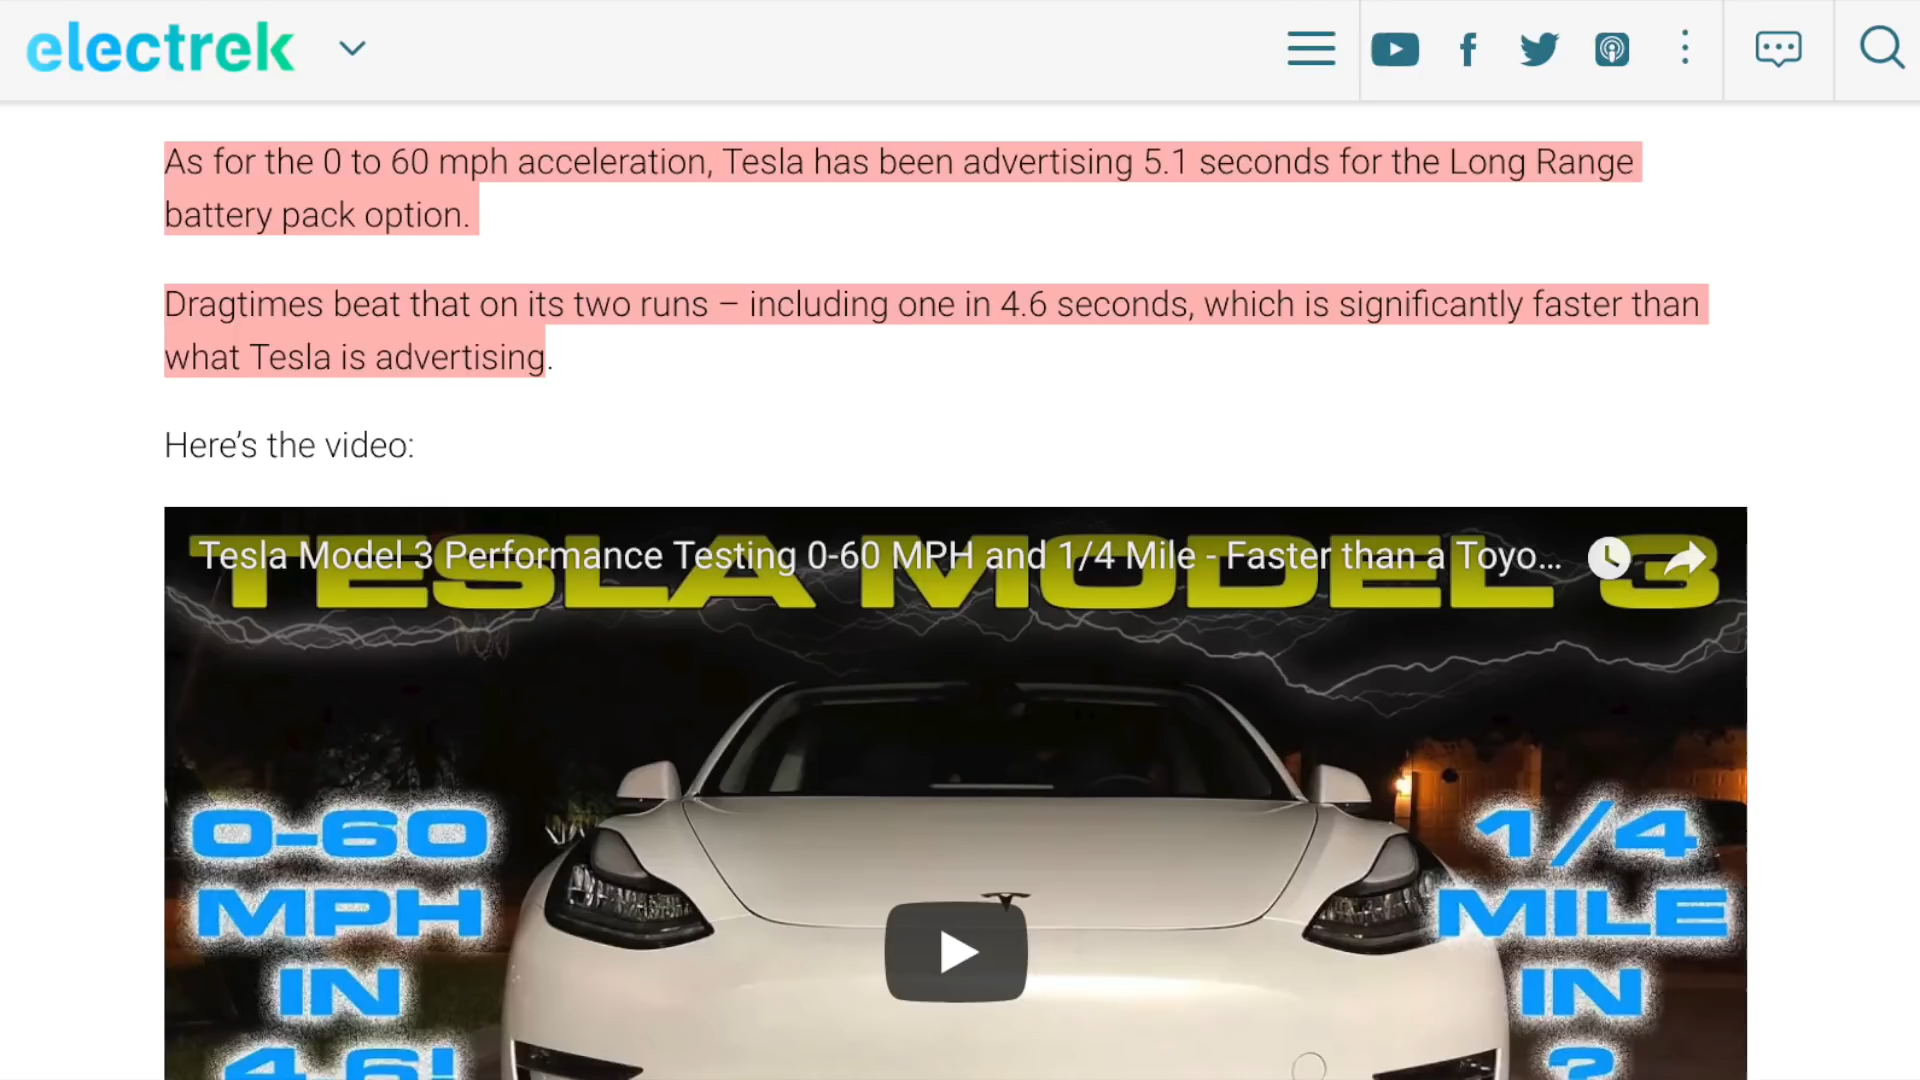 electrek
As for the 0 to 60 mph acceleration, Tesla has been advertising 5.1 seconds for the Long Range
battery pack option.
Dragtimes beat that on its two runs – including one in 4.6 seconds, which is significantly faster than
what Tesla is advertising.
Here’s the video:
Tesla Model 3 Performance Testing 0-60 MPH and 1/4 Mile - Faster than a Toyo...
TESLA MODEL 3
0-60
MPH
IN
4.6!
1/4
MILE
IN
?